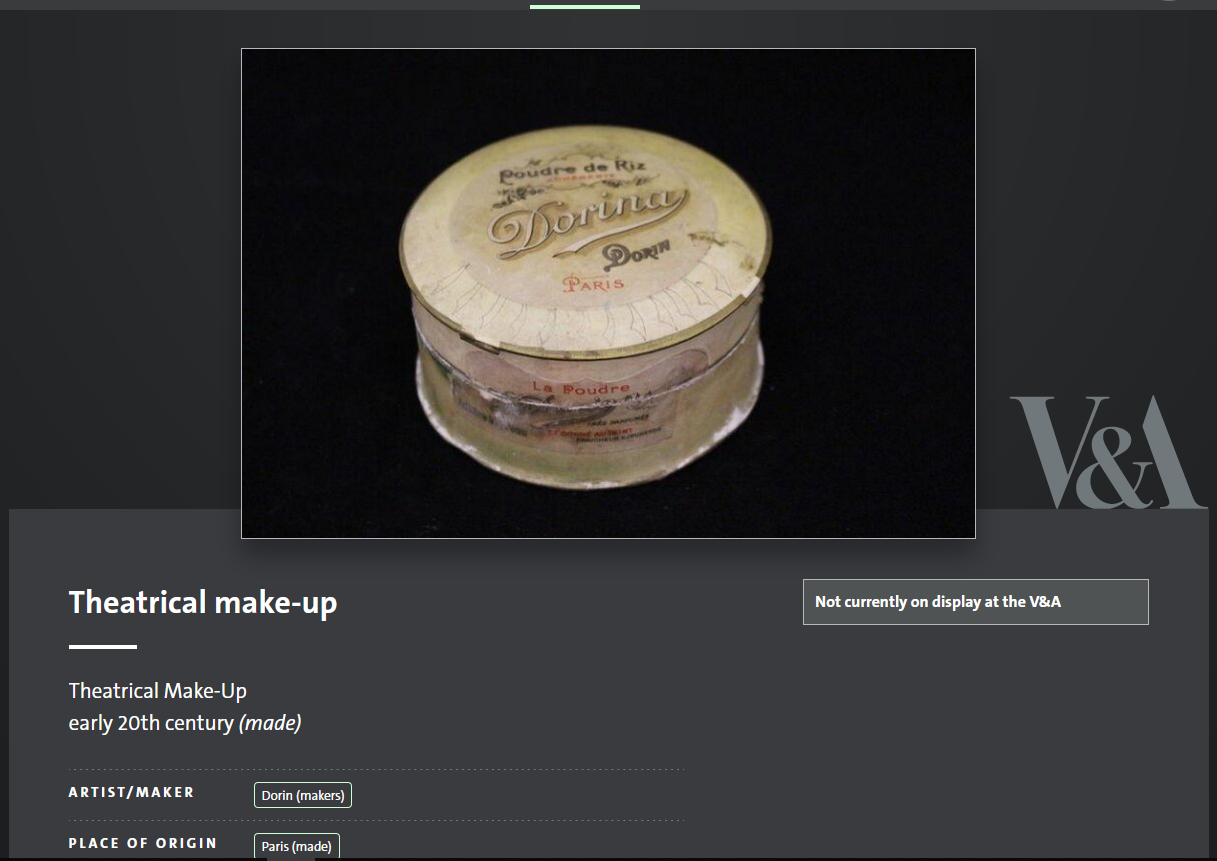 Poudre de Riz
Dorina
DORIN
PARIS
La Poudre
V&A
Theatrical make-up
Not currently on display at the V&A
Theatrical Make-Up
early 20th century (made)
ARTIST/MAKER
Dorin (makers)
PLACE OF ORIGIN
Paris (made)